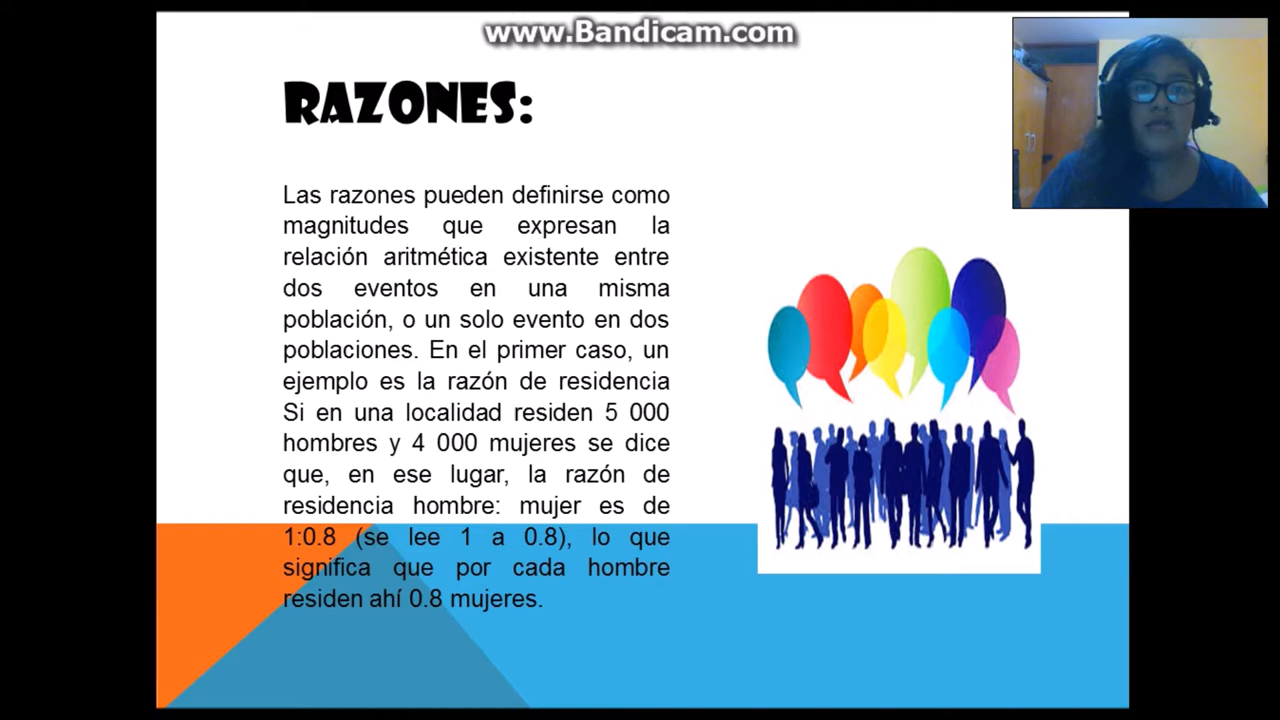 www.Bandicam.com
RAZONES:
Las razones pueden definirse como
magnitudes que expresan la
relación aritmética existente entre
dos eventos en una misma
población, o un solo evento en dos
poblaciones. En el primer caso, un
ejemplo es la razón de residencia
Si en una localidad residen 5 000
hombres y 4 000 mujeres se dice
que, en ese lugar, la razón de
residencia hombre: mujer es de
1:0.8 (se lee 1 a 0.8), lo que
significa que por cada hombre
residen ahí 0.8 mujeres.